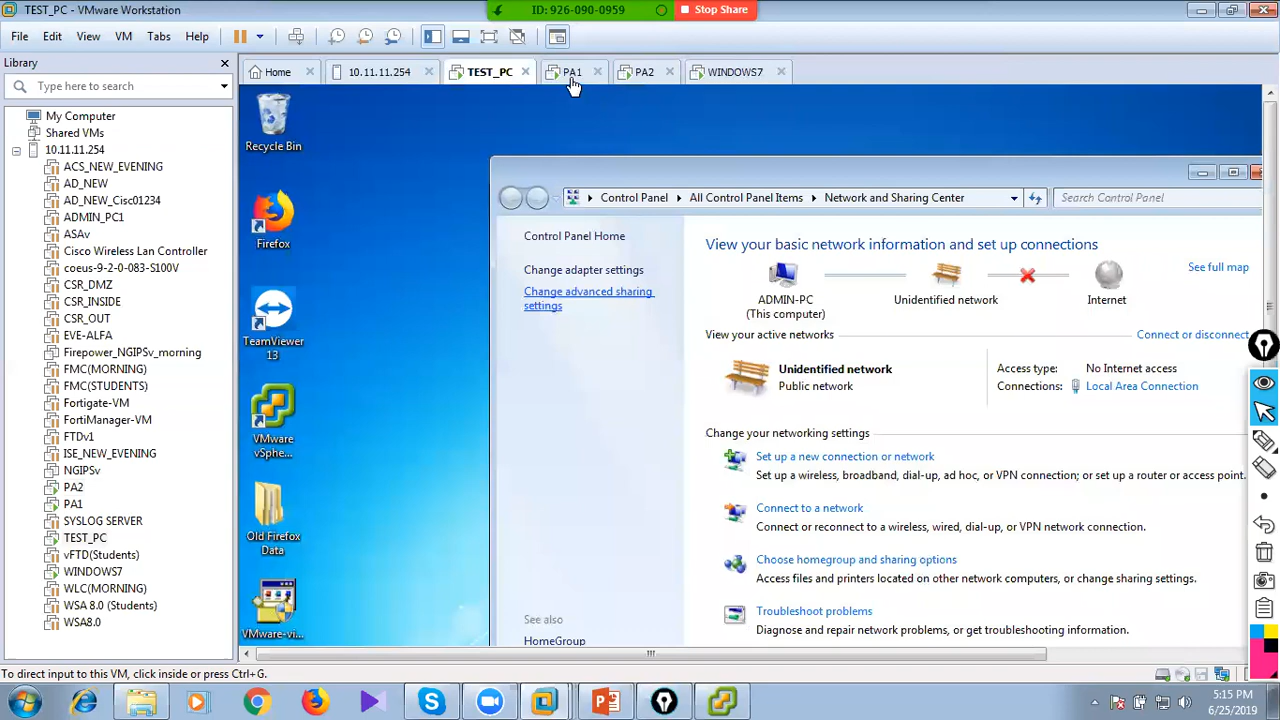 TEST_PC - VMware Workstation
ID: 926-090-0959
Stop Share
File Edit View VM Tabs Help
Library
Type here to search
My Computer
Shared VMs
10.11.11.254
ACS_NEW_EVENING
AD_NEW
AD_NEW_Cisco01234
ADMIN_PC1
ASAv
Cisco Wireless Lan Controller
coeus-9-2-0-083-S100V
CSR_DMZ
CSR_INSIDE
CSR_OUT
EVE-ALFA
Firepower_NGIPSv_morning
FMC(MORNING)
FMC(STUDENTS)
Fortigate-VM
FortiManager-VM
FTDv1
ISE_NEW_EVENING
NGIPSv
PA2
PA1
SYSLOG SERVER
TEST_PC
vFTD(Students)
WINDOWS7
WLC(MORNING)
WSA 8.0 (Students)
WSA8.0
Home
10.11.11.254
TEST_PC
PA1
PA2
WINDOWS7
Recycle Bin
Firefox
TeamViewer
13
VMware
vSphe...
Old Firefox
Data
VMware-vi...
Control Panel
All Control Panel Items
Network and Sharing Center
Search Control Panel
Control Panel Home
Change adapter settings
Change advanced sharing
settings
See also
HomeGroup
View your basic network information and set up connections
See full map
ADMIN-PC
(This computer)
Unidentified network
Internet
View your active networks
Connect or disconnect
Unidentified network
Public network
Access type: No Internet access
Connections: Local Area Connection
Change your networking settings
Set up a new connection or network
Set up a wireless, broadband, dial-up, ad hoc, or VPN connection; or set up a router or access point.
Connect to a network
Connect or reconnect to a wireless, wired, dial-up, or VPN network connection.
Choose homegroup and sharing options
Access files and printers located on other network computers, or change sharing settings.
Troubleshoot problems
Diagnose and repair network problems, or get troubleshooting information.
To direct input to this VM, click inside or press Ctrl+G.
5:15 PM
6/25/2019